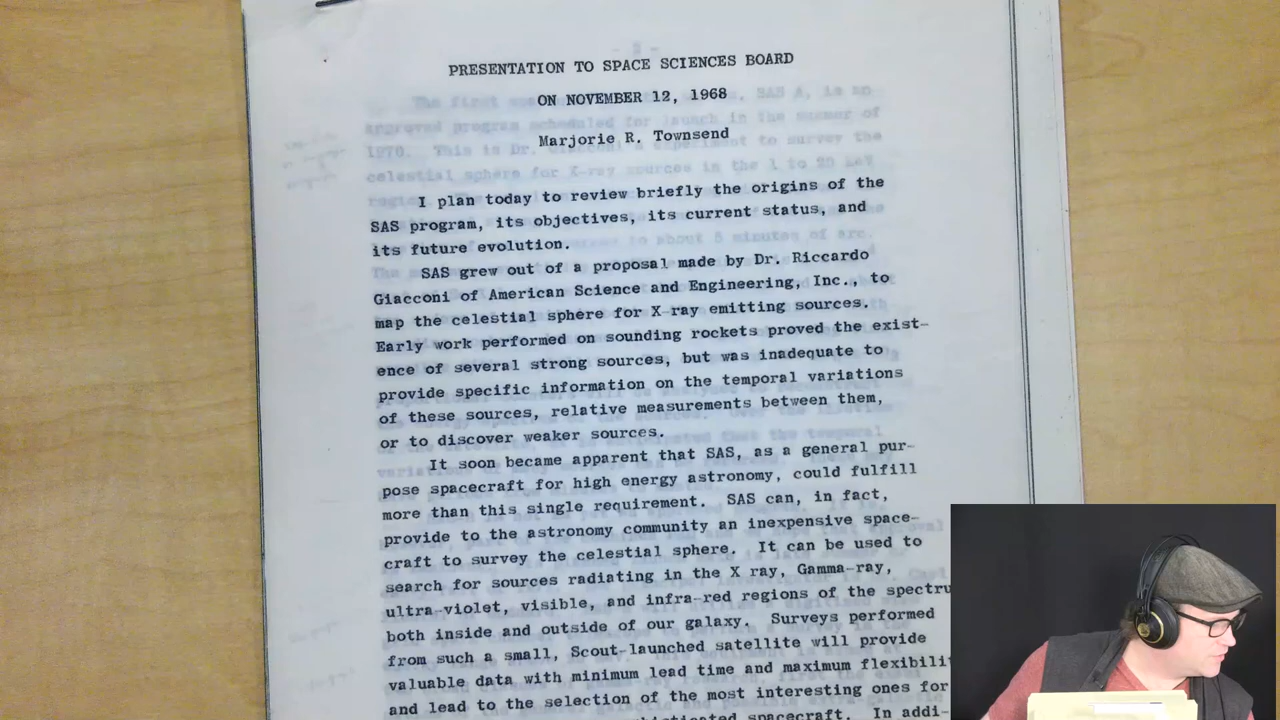 PRESENTATION TO SPACE SCIENCES BOARD
ON NOVEMBER 12, 1968
Marjorie R. Townsend
I plan today to review briefly the origins of the
SAS program, its objectives, its current status, and
its future evolution.
SAS grew out of a proposal made by Dr. Riccardo
Giacconi of American Science and Engineering, Inc., to
map the celestial sphere for X-ray emitting sources.
Early work performed on sounding rockets proved the exist-
ence of several strong sources, but was inadequate to
provide specific information on the temporal variations
of these sources, relative measurements between them,
or to discover weaker sources.
It soon became apparent that SAS, as a general pur-
pose spacecraft for high energy astronomy, could fulfill
more than this single requirement. SAS can, in fact,
provide to the astronomy community an inexpensive space-
craft to survey the celestial sphere. It can be used to
search for sources radiating in the X ray, Gamma-ray,
ultra-violet, visible, and infra-red regions of the spectru
both inside and outside of our galaxy. Surveys performed
from such a small, Scout-launched satellite will provide
valuable data with minimum lead time and maximum flexibili
and lead to the selection of the most interesting ones for
spacecraft. In addi-